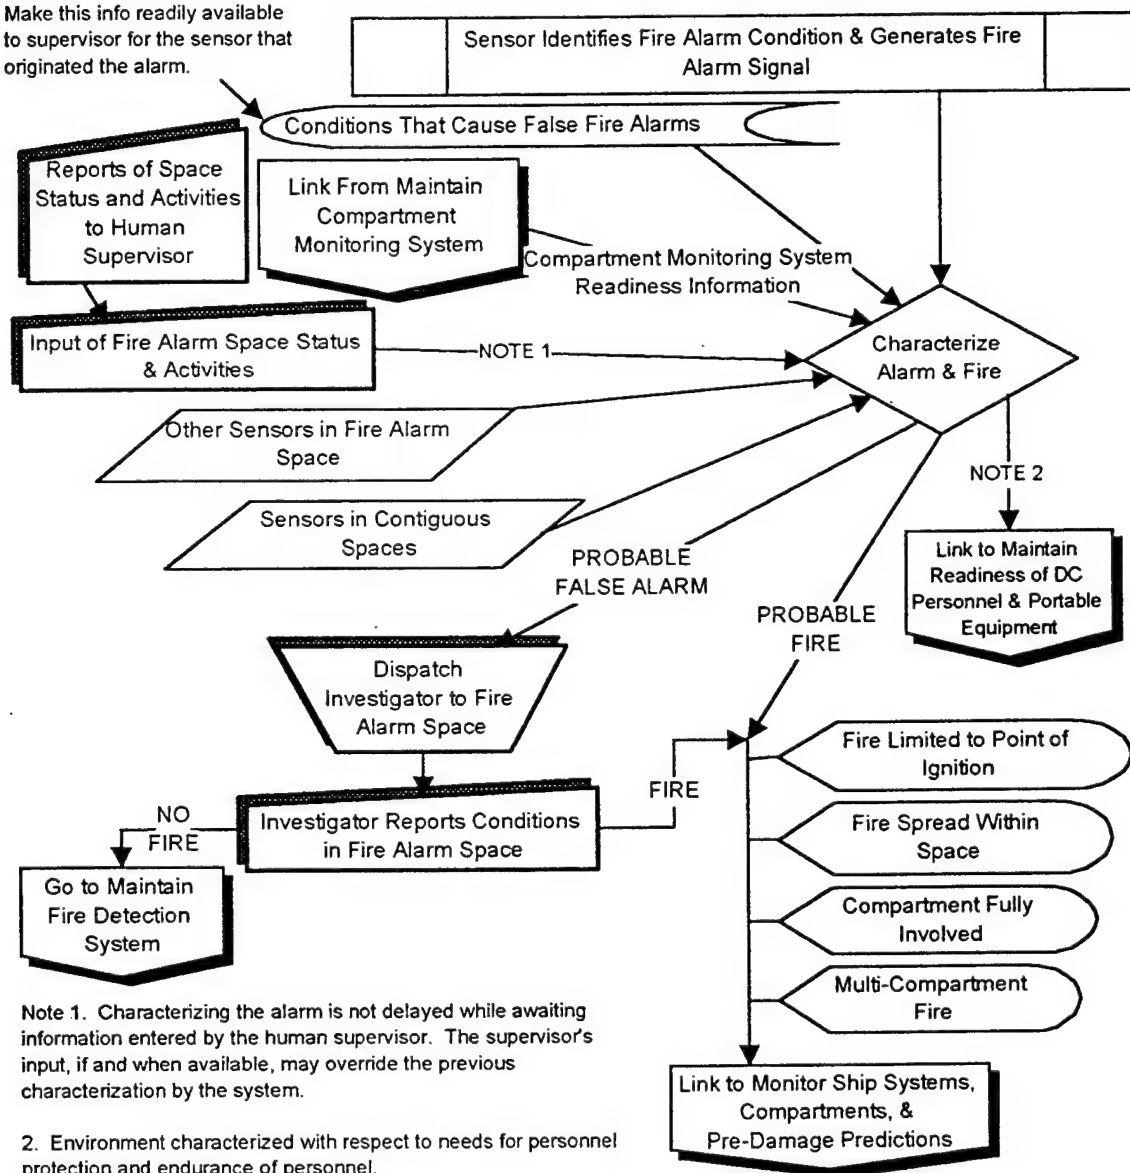 Make this info readily available
to supervisor for the sensor that
originated the alarm.
Sensor Identifies Fire Alarm Condition & Generates Fire
Alarm Signal
Conditions That Cause False Fire Alarms
Reports of Space
Status and Activities
to Human
Supervisor
Link From Maintain
Compartment
Monitoring System
Compartment Monitoring System
Readiness Information
Input of Fire Alarm Space Status
& Activities
NOTE 1
Characterize
Alarm & Fire
Other Sensors in Fire Alarm
Space
Sensors in Contiguous
Spaces
NOTE 2
Link to Maintain
Readiness of DC
Personnel & Portable
Equipment
PROBABLE
FALSE ALARM
PROBABLE
FIRE
Dispatch
Investigator to Fire
Alarm Space
Investigator Reports Conditions
in Fire Alarm Space
NO
FIRE
FIRE
Go to Maintain
Fire Detection
System
Fire Limited to Point of
Ignition
Fire Spread Within
Space
Compartment Fully
Involved
Multi-Compartment
Fire
Link to Monitor Ship Systems,
Compartments, &
Pre-Damage Predictions
Note 1.  Characterizing the alarm is not delayed while awaiting
information entered by the human supervisor.  The supervisor's
input, if and when available, may override the previous
characterization by the system.
2.  Environment characterized with respect to needs for personnel
protection and endurance of personnel.